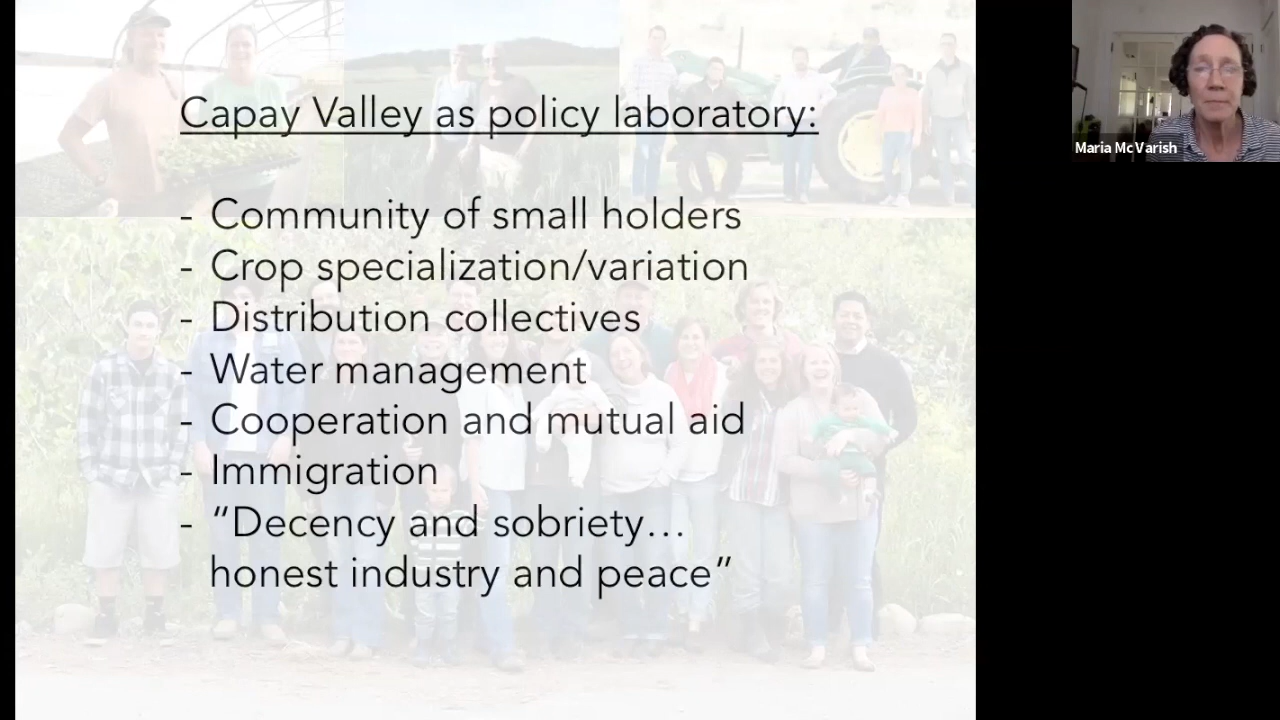 Capay Valley as policy laboratory:
- Community of small holders
- Crop specialization/variation
- Distribution collectives
- Water management
- Cooperation and mutual aid
- Immigration
- “Decency and sobriety…
honest industry and peace”
Maria McVarish